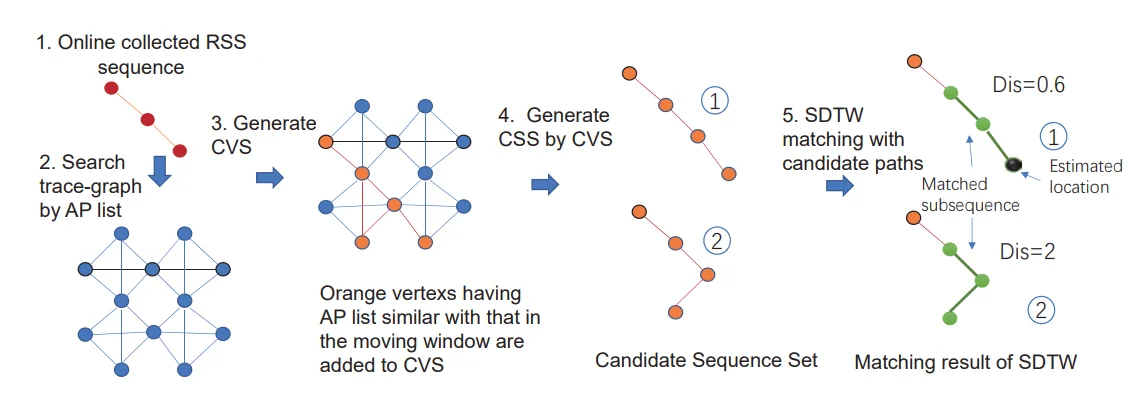 1. Online collected RSS
sequence
2. Search
trace-graph
by AP list
3. Generate
CVS
Orange vertexs having
AP list similar with that in
the moving window are
added to CVS
4. Generate
CSS by CVS
1
2
Candidate Sequence Set
5. SDTW
matching with
candidate paths
Dis=0.6
1
Estimated
location
Matched
subsequence
Dis=2
2
Matching result of SDTW